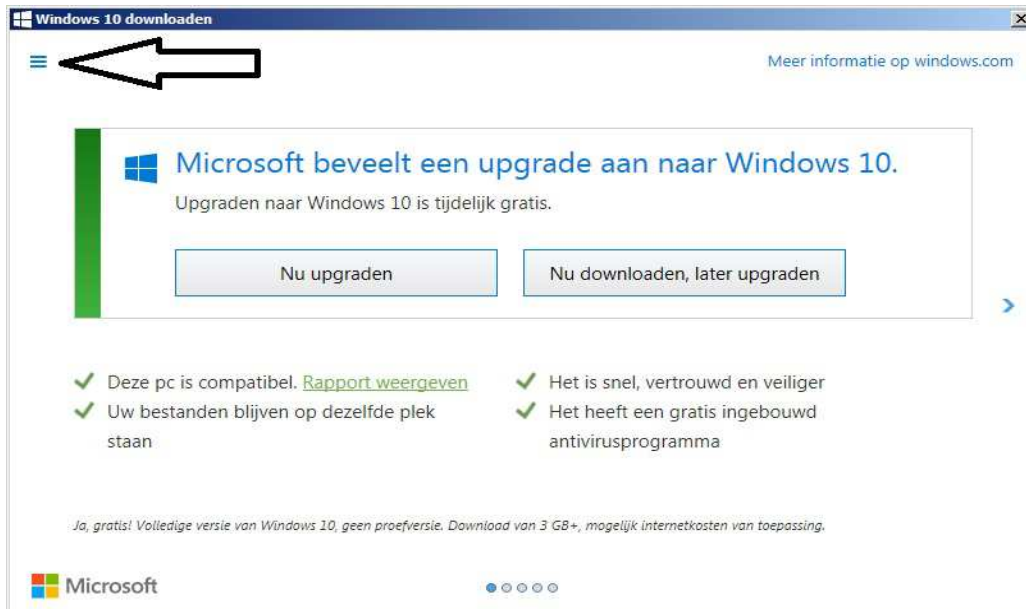 Windows 10 downloaden
Meer informatie op windows.com
Microsoft beveelt een upgrade aan naar Windows 10.
Upgraden naar Windows 10 is tijdelijk gratis.
Nu upgraden
Nu downloaden, later upgraden
Deze pc is compatibel. Rapport weergeven
Uw bestanden blijven op dezelfde plek
staan
Het is snel, vertrouwd en veiliger
Het heeft een gratis ingebouwd
antivirusprogramma
Ja, gratis! Volledige versie van Windows 10, geen proefversie. Download van 3 GB+, mogelijk internetkosten van toepassing.
Microsoft